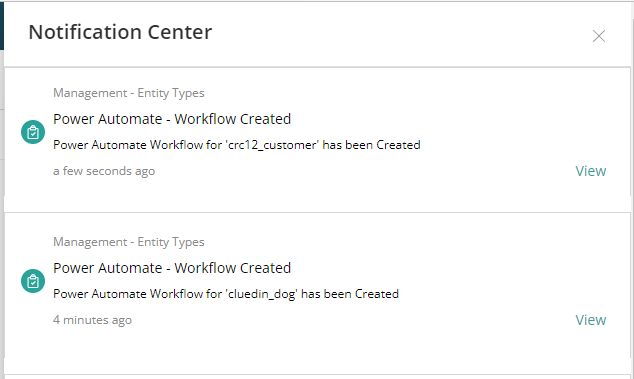 Notification Center
Management - Entity Types
Power Automate - Workflow Created
Power Automate Workflow for 'crc12_customer' has been Created
a few seconds ago
View
Management - Entity Types
Power Automate - Workflow Created
Power Automate Workflow for 'cluedin_dog' has been Created
4 minutes ago
View